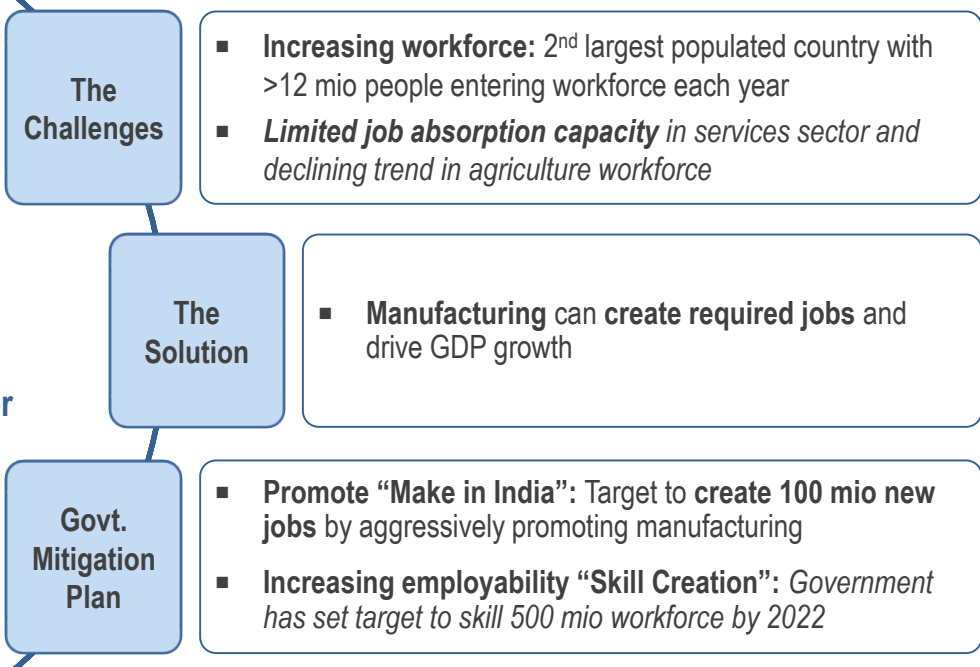 The
Challenges
▪ Increasing workforce: 2nd largest populated country with
>12 mio people entering workforce each year
▪ Limited job absorption capacity in services sector and
declining trend in agriculture workforce
The
Solution
▪ Manufacturing can create required jobs and
drive GDP growth
r
Govt.
Mitigation
Plan
▪ Promote “Make in India”: Target to create 100 mio new
jobs by aggressively promoting manufacturing
▪ Increasing employability “Skill Creation”: Government
has set target to skill 500 mio workforce by 2022